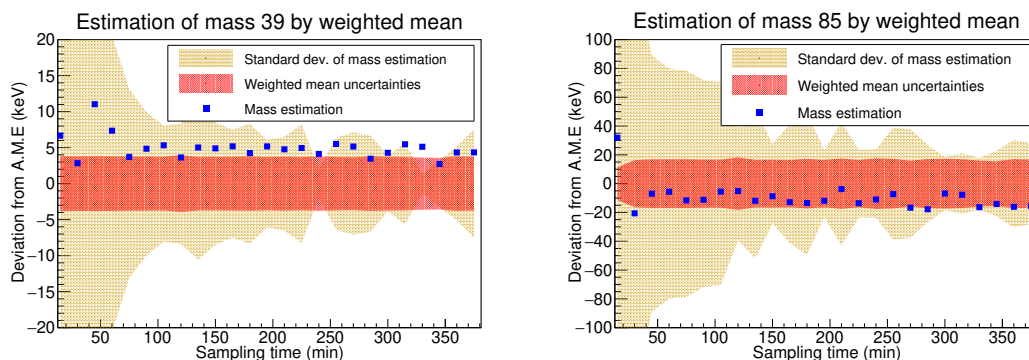 Estimation of mass 39 by weighted mean
Deviation from A.M.E (keV)
20
15
10
5
0
−5
−10
−15
−20
Standard dev. of mass estimation
Weighted mean uncertainties
Mass estimation
50 100 150 200 250 300 350
Sampling time (min)
Estimation of mass 85 by weighted mean
Deviation from A.M.E (keV)
100
80
60
40
20
0
−20
−40
−60
−80
−100
Standard dev. of mass estimation
Weighted mean uncertainties
Mass estimation
50 100 150 200 250 300 350
Sampling time (min)